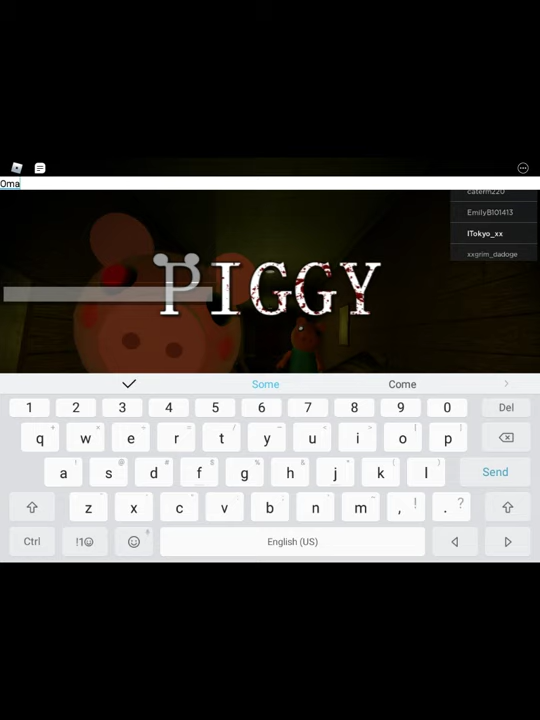 Oma
caterm220
EmilyB101413
ITokyo_xx
xxgrim_dadoge
PIGGY
Some Come
1 2 3 4 5 6 7 8 9 0 Del
q w e r t y u i o p
a s d f g h j k l Send
z x c v b n m , ! . ?
Ctrl !1☺ English (US)